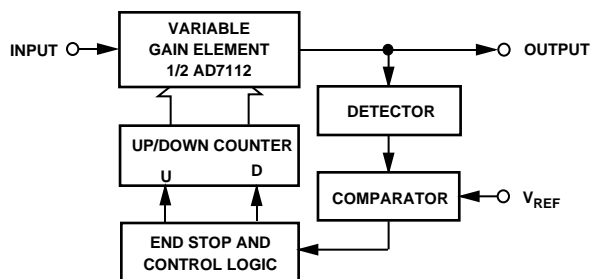 VARIABLE
GAIN ELEMENT
1/2 AD7112
INPUT
OUTPUT
DETECTOR
UP/DOWN COUNTER
U D
COMPARATOR
VREF
END STOP AND
CONTROL LOGIC